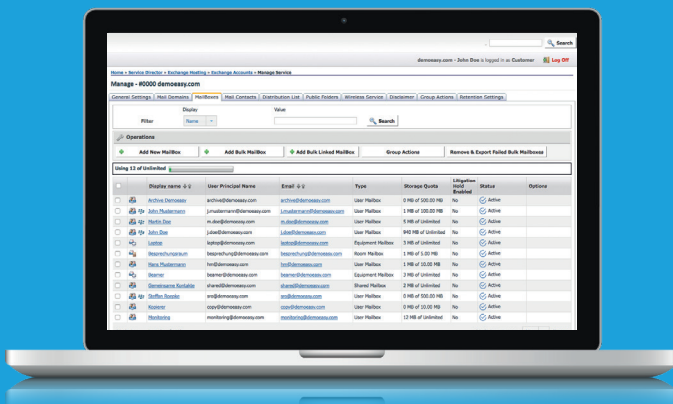 Search
demoeasy.com - John Doe is logged in as Customer Log Off
Home » Service Director » Exchange Hosting » Exchange Accounts » Manage Service
Manage - #0000 demoeasy.com
General Settings Mail Domains MailBoxes Mail Contacts Distribution List Public Folders Wireless Service Disclaimer Group Actions Retention Settings
Display Value
Filter Name Search
Operations
Add New MailBox Add Bulk MailBox Add Bulk Linked MailBox Group Actions Remove & Export Failed Bulk Mailboxes
Using 13 of Unlimited
Display name User Principal Name Email Type Storage Quota Litigation Hold Enabled Status Options
Archive Demoeasy archive@demoeasy.com archive@demoeasy.com User Mailbox 0 MB of 500.00 MB No Active
John Mustermann j.mustermann@demoeasy.com j.mustermann@demoeasy.com User Mailbox 1 MB of 100.00 MB No Active
Martin Doe m.doe@demoeasy.com m.doe@demoeasy.com User Mailbox 5 MB of Unlimited No Active
John Doe j.doe@demoeasy.com j.doe@demoeasy.com User Mailbox 940 MB of Unlimited No Active
Laptop laptop@demoeasy.com laptop@demoeasy.com Equipment Mailbox 3 MB of Unlimited No Active
Besprechungsraum besprechung@demoeasy.com besprechung@demoeasy.com Room Mailbox 1 MB of 5.00 MB No Active
Hans Mustermann hm@demoeasy.com hm@demoeasy.com User Mailbox 1 MB of 10.00 MB No Active
Beamer beamer@demoeasy.com beamer@demoeasy.com Equipment Mailbox 3 MB of Unlimited No Active
Gemeinsame Kontakte shared@demoeasy.com shared@demoeasy.com Shared Mailbox 2 MB of Unlimited No Active
Steffen User Mailbox 0 MB of 500.00 MB No Active
Kopierer copy@demoeasy.com copy@demoeasy.com User Mailbox 0 MB of 10.00 MB No Active
Monitoring monitoring@demoeasy.com monitoring@demoeasy.com User Mailbox 12 MB of Unlimited No Active